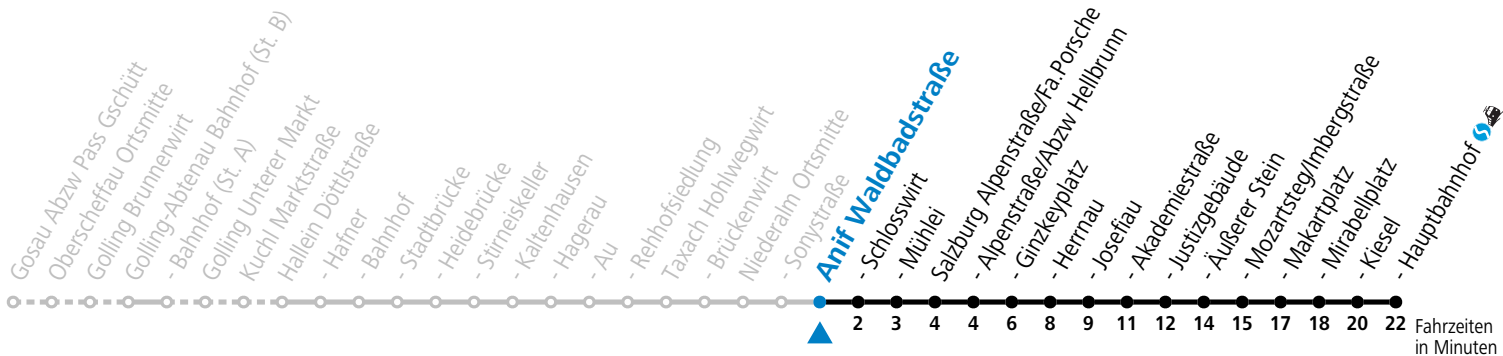 Gosau Abzw Pass Gschütt
Oberscheffau Ortsmitte
Golling Brunnenwirt
Golling-Abtenau Bahnhof (St. B)
- Bahnhof (St. A)
Golling Unterer Markt
Kuchl Marktstraße
Hallein Döttlstraße
- Hafner
- Bahnhof
- Stadtbrücke
- Heidebrücke
- Stirneiskeller
- Kaltenhausen
- Hagerau
- Au
- Rehhofsiedlung
Taxach Hohlwegwirt
- Brückenwirt
Niederalm Ortsmitte
- Sonystraße
Anif Waldbadstraße
- Schlosswirt
- Mühlei
Salzburg Alpenstraße/Fa.Porsche
- Alpenstraße/Abzw Hellbrunn
- Ginzkeyplatz
- Herrnau
- Josefiau
- Akademiestraße
- Justizgebäude
- Äußerer Stein
- Mozartsteg/Imbergstraße
- Makartplatz
- Mirabellplatz
- Kiesel
- Hauptbahnhof
2 3 4 4 6 8 9 11 12 14 15 17 18 20 22 Fahrzeiten
in Minuten